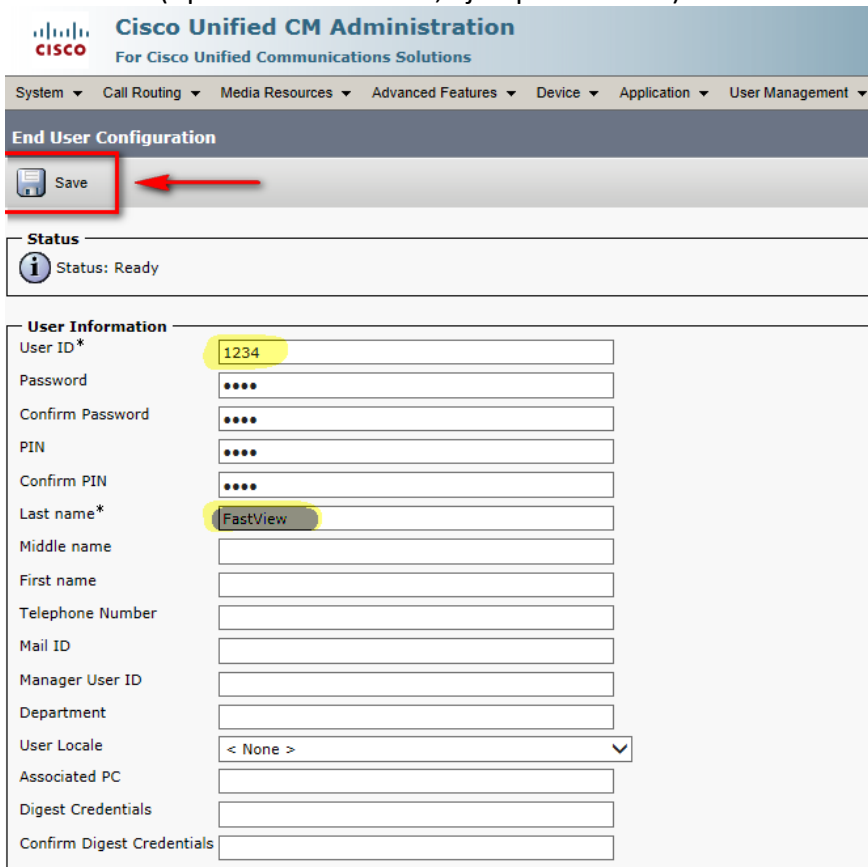 Cisco Unified CM Administration
CISCO
For Cisco Unified Communications Solutions
System Call Routing Media Resources Advanced Features Device Application User Management
End User Configuration
Save
Status
i Status: Ready
User Information
User ID* 1234
Password ••••
Confirm Password ••••
PIN ••••
Confirm PIN ••••
Last name* FastView
Middle name
First name
Telephone Number
Mail ID
Manager User ID
Department
User Locale < None >
Associated PC
Digest Credentials
Confirm Digest Credentials